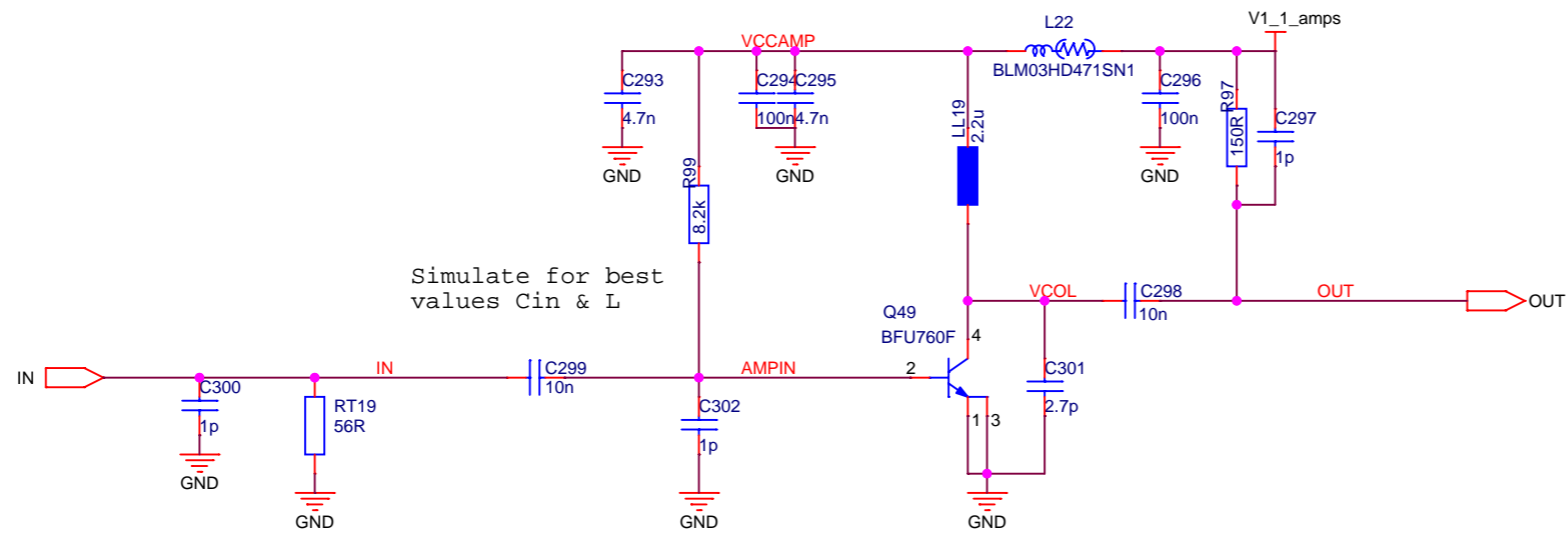 V1_1_amps
L22
VCCAMP
BLM03HD471SN1
C293
4.7n
C294
100n
C295
4.7n
C296
100n
R97
150R
C297
1p
LL19
2.2u
GND
GND
GND
R99
8.2k
Simulate for best
values Cin & L
VCOL
C298
10n
OUT
OUT
Q49
BFU760F
4
2
1
3
IN
IN
C299
10n
AMPIN
C300
1p
RT19
56R
C302
1p
C301
2.7p
GND
GND
GND
GND